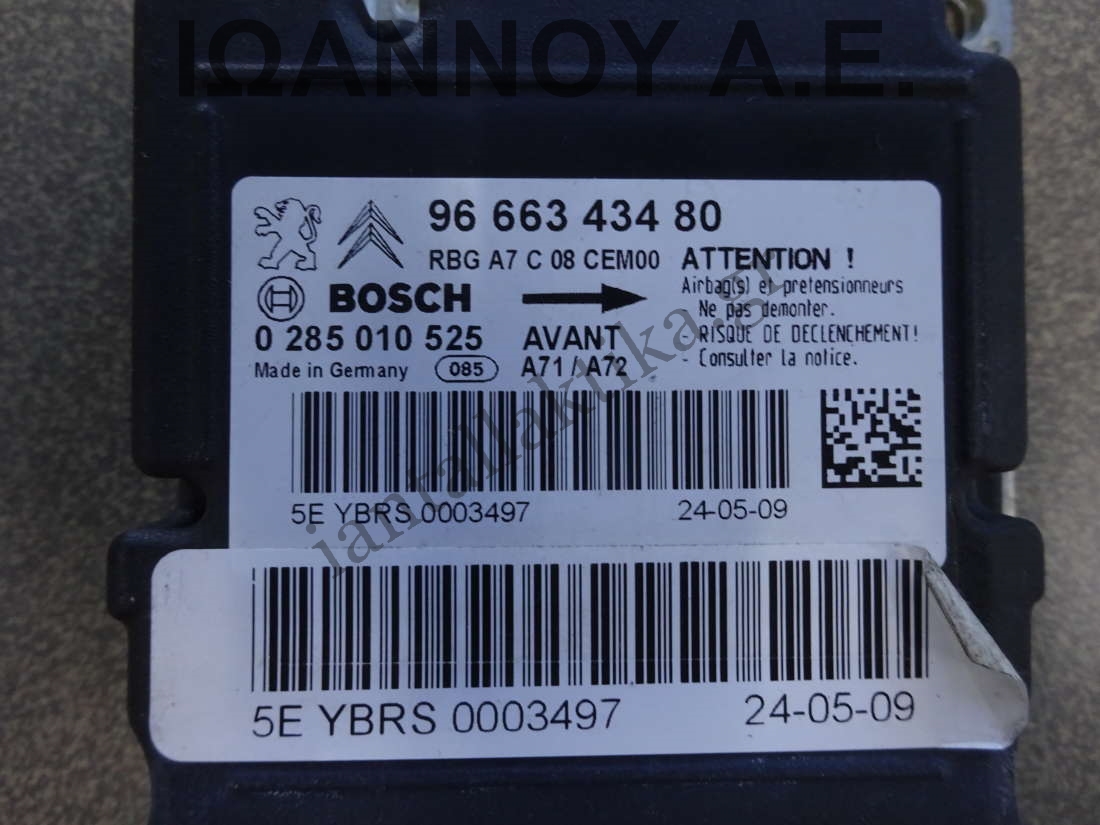 ΙΩΑΝΝΟΥ Α.Ε.
96 663 434 80
RBG A7 C 08 CEM00
ATTENTION !
Airbag(s) et pretensionneurs
Ne pas demonter.
RISQUE DE DECLENCHEMENT!
Consulter la notice.
BOSCH
0 285 010 525
AVANT
Made in Germany
085
A71 / A72
5E YBRS 0003497
24-05-09
5E YBRS 0003497
24-05-09
iantallaktika.gr